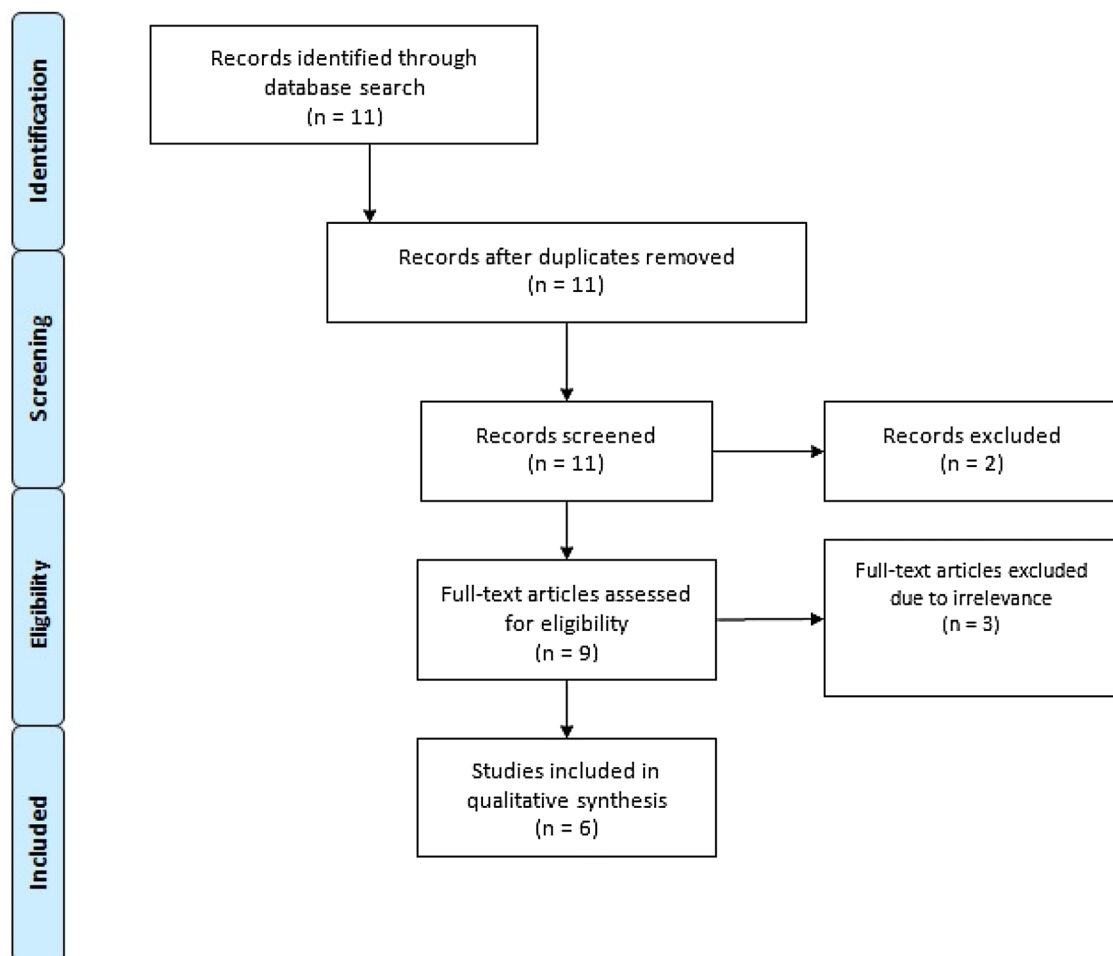 Identification
Records identified through
database search
(n = 11)
Records after duplicates removed
(n = 11)
Screening
Records screened
(n = 11)
Records excluded
(n = 2)
Eligibility
Full-text articles assessed
for eligibility
(n = 9)
Full-text articles excluded
due to irrelevance
(n = 3)
Included
Studies included in
qualitative synthesis
(n = 6)